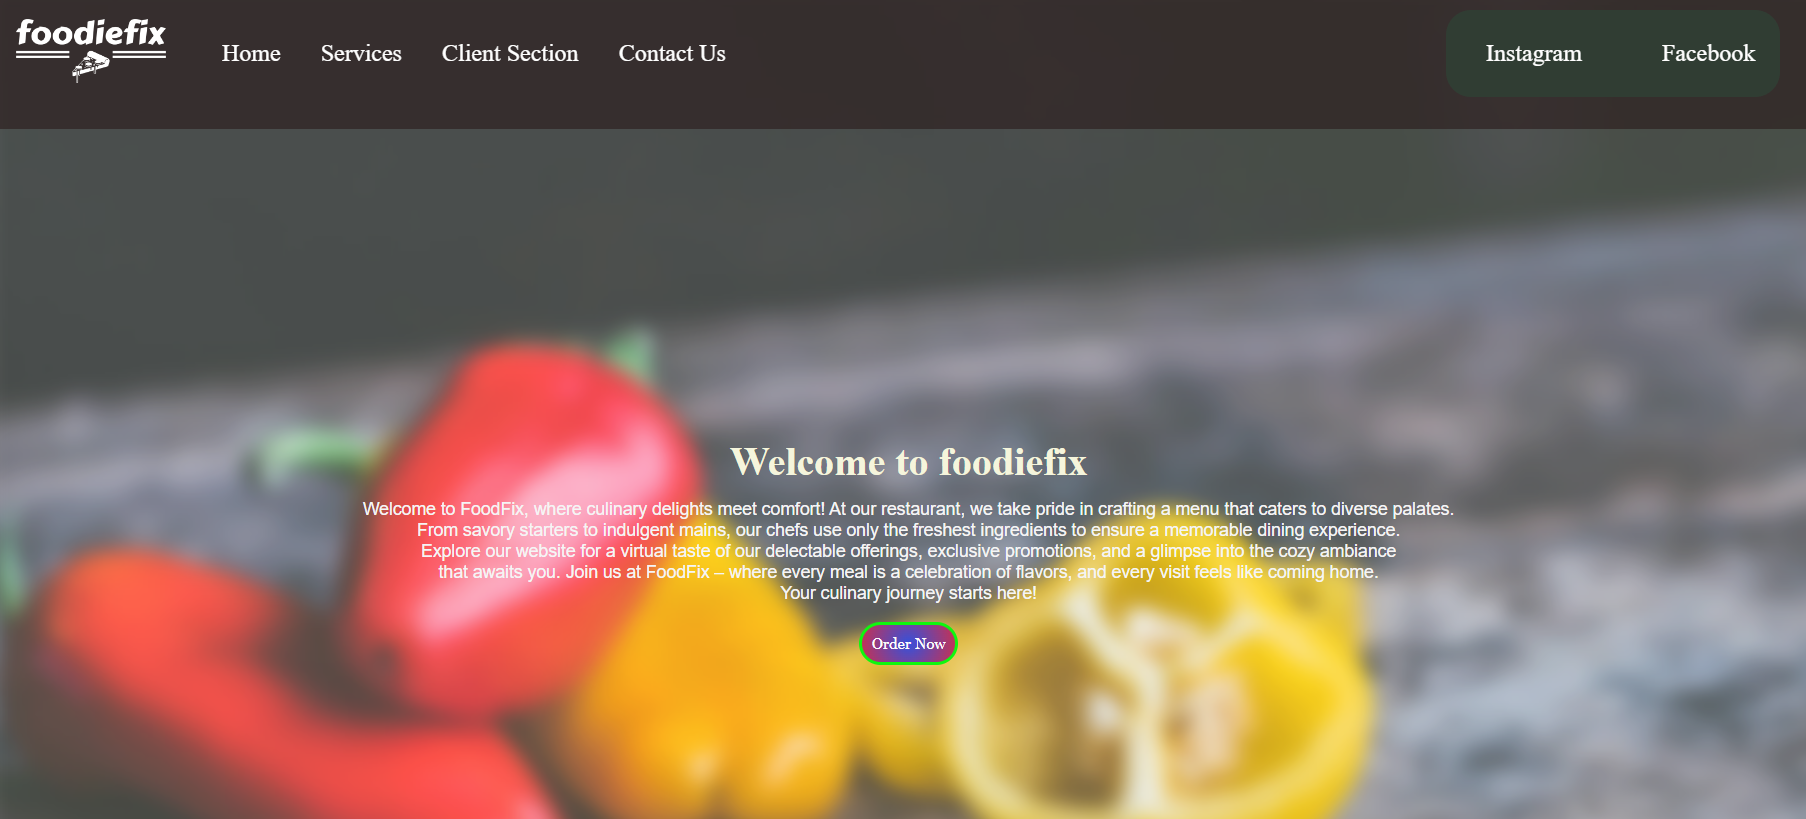 foodiefix
Home Services Client Section Contact Us
Instagram Facebook
Welcome to foodiefix
Welcome to FoodFix, where culinary delights meet comfort! At our restaurant, we take pride in crafting a menu that caters to diverse palates.
From savory starters to indulgent mains, our chefs use only the freshest ingredients to ensure a memorable dining experience.
Explore our website for a virtual taste of our delectable offerings, exclusive promotions, and a glimpse into the cozy ambiance
that awaits you. Join us at FoodFix – where every meal is a celebration of flavors, and every visit feels like coming home.
Your culinary journey starts here!
Order Now